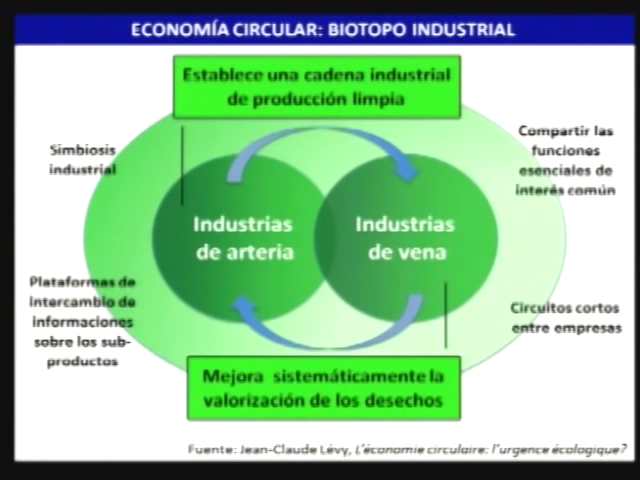 ECONOMÍA CIRCULAR: BIOTOPO INDUSTRIAL
Establece una cadena industrial
de producción limpia
Simbiosis
industrial
Compartir las
funciones
esenciales de
interés común
Industrias
de arteria
Industrias
de vena
Plataformas de
intercambio de
informaciones
sobre los sub-
productos
Circuitos cortos
entre empresas
Mejora sistemáticamente la
valorización de los desechos
Fuente: Jean-Claude Lévy, L'économie circulaire: l'urgence écologique?